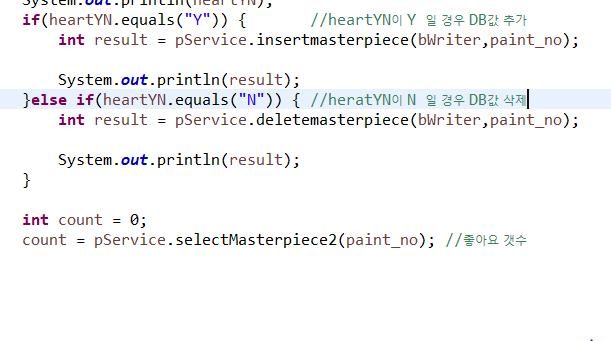 System.out.println(heartYN);
if(heartYN.equals("Y")) { //heartYN이 Y 일 경우 DB값 추가
int result = pService.insertmasterpiece(bWriter,paint_no);
System.out.println(result);
}else if(heartYN.equals("N")) { //heratYN이 N 일 경우 DB값 삭제
int result = pService.deletemasterpiece(bWriter,paint_no);
System.out.println(result);
}
int count = 0;
count = pService.selectMasterpiece2(paint_no); //좋아요 갯수